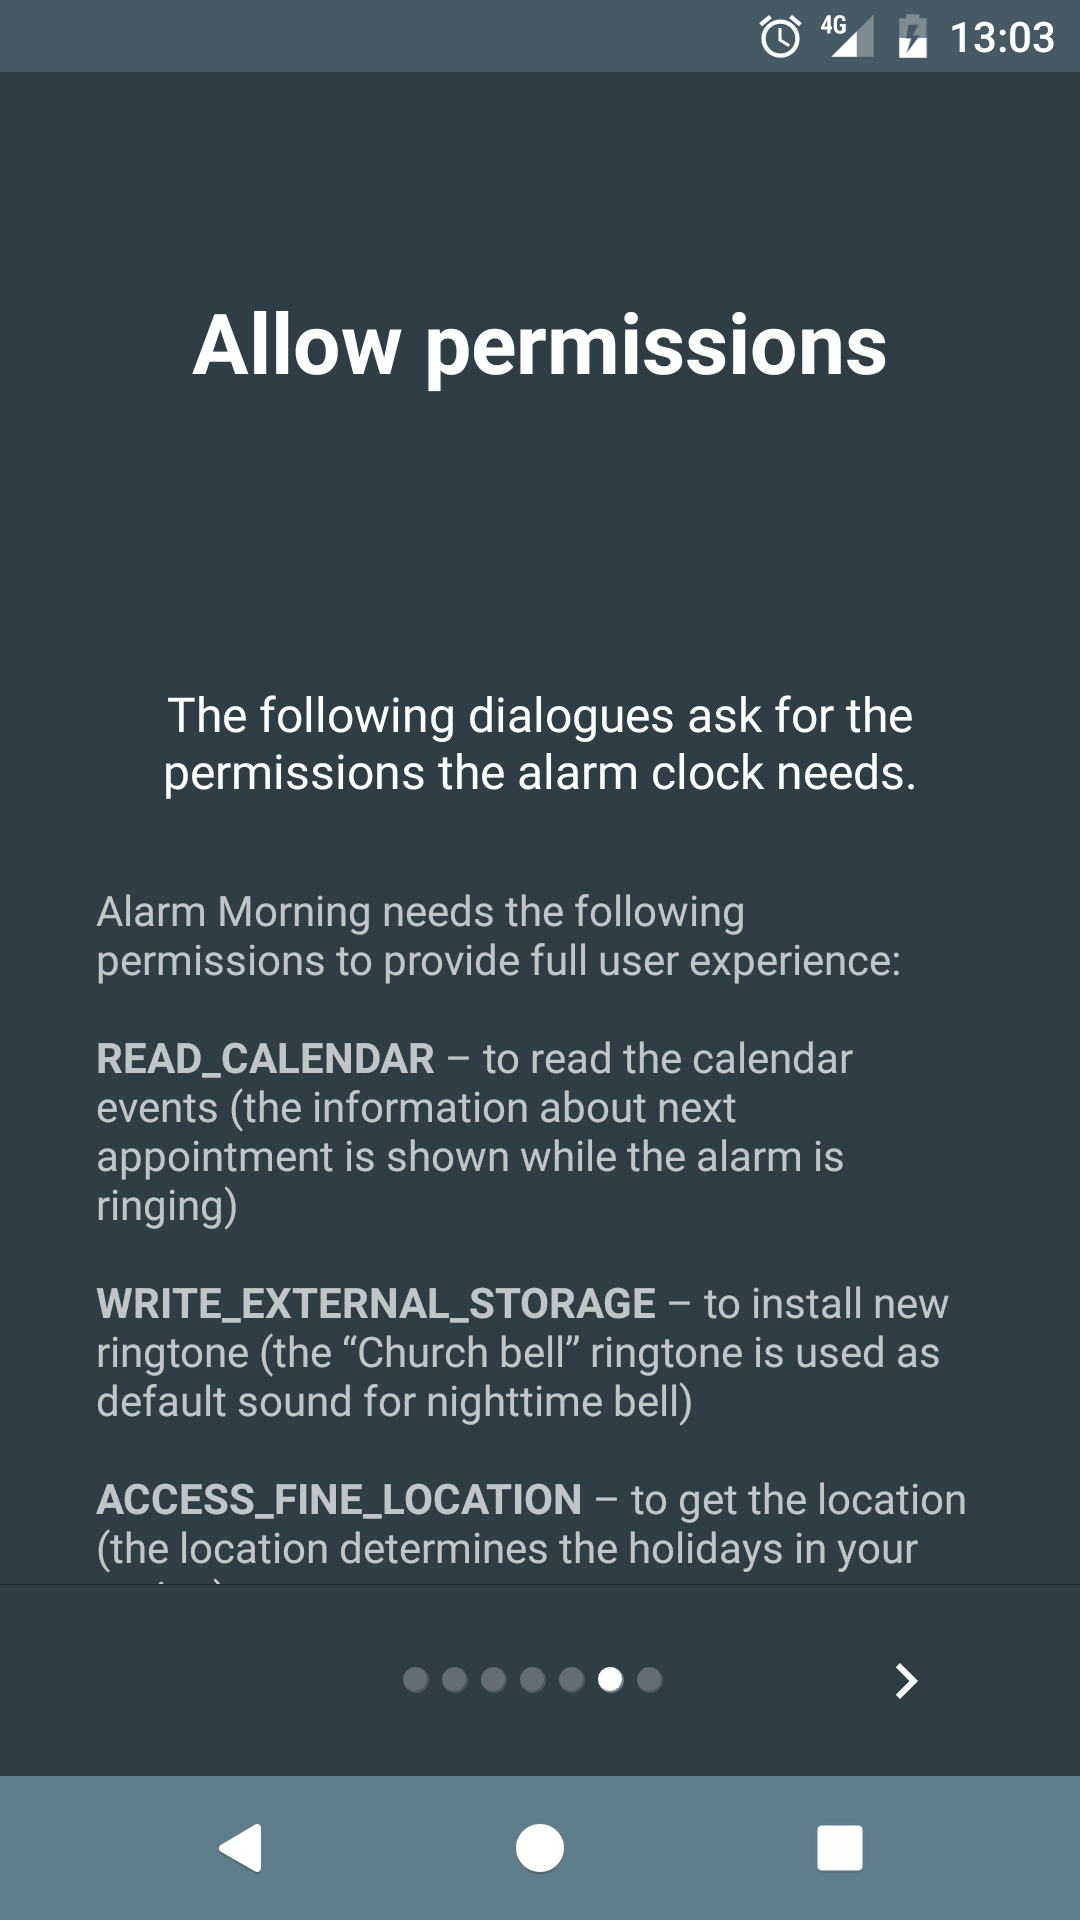 4G 13:03
Allow permissions
The following dialogues ask for the
permissions the alarm clock needs.
Alarm Morning needs the following
permissions to provide full user experience:
READ_CALENDAR – to read the calendar
events (the information about next
appointment is shown while the alarm is
ringing)
WRITE_EXTERNAL_STORAGE – to install new
ringtone (the “Church bell” ringtone is used as
default sound for nighttime bell)
ACCESS_FINE_LOCATION – to get the location
(the location determines the holidays in your